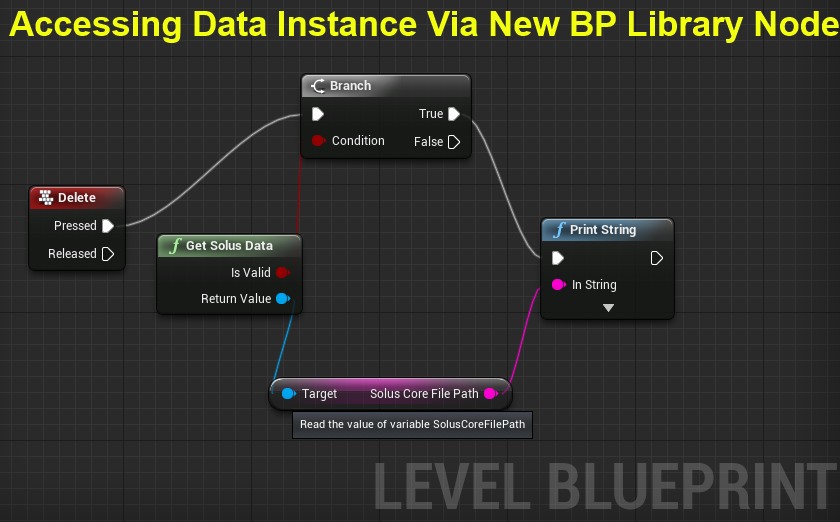 Accessing Data Instance Via New BP Library Node
Branch
True
Condition
False
Delete
Pressed
Released
f Get Solus Data
Is Valid
Return Value
f Print String
In String
Target
Solus Core File Path
Read the value of variable SolusCoreFilePath
LEVEL BLUEPRINT